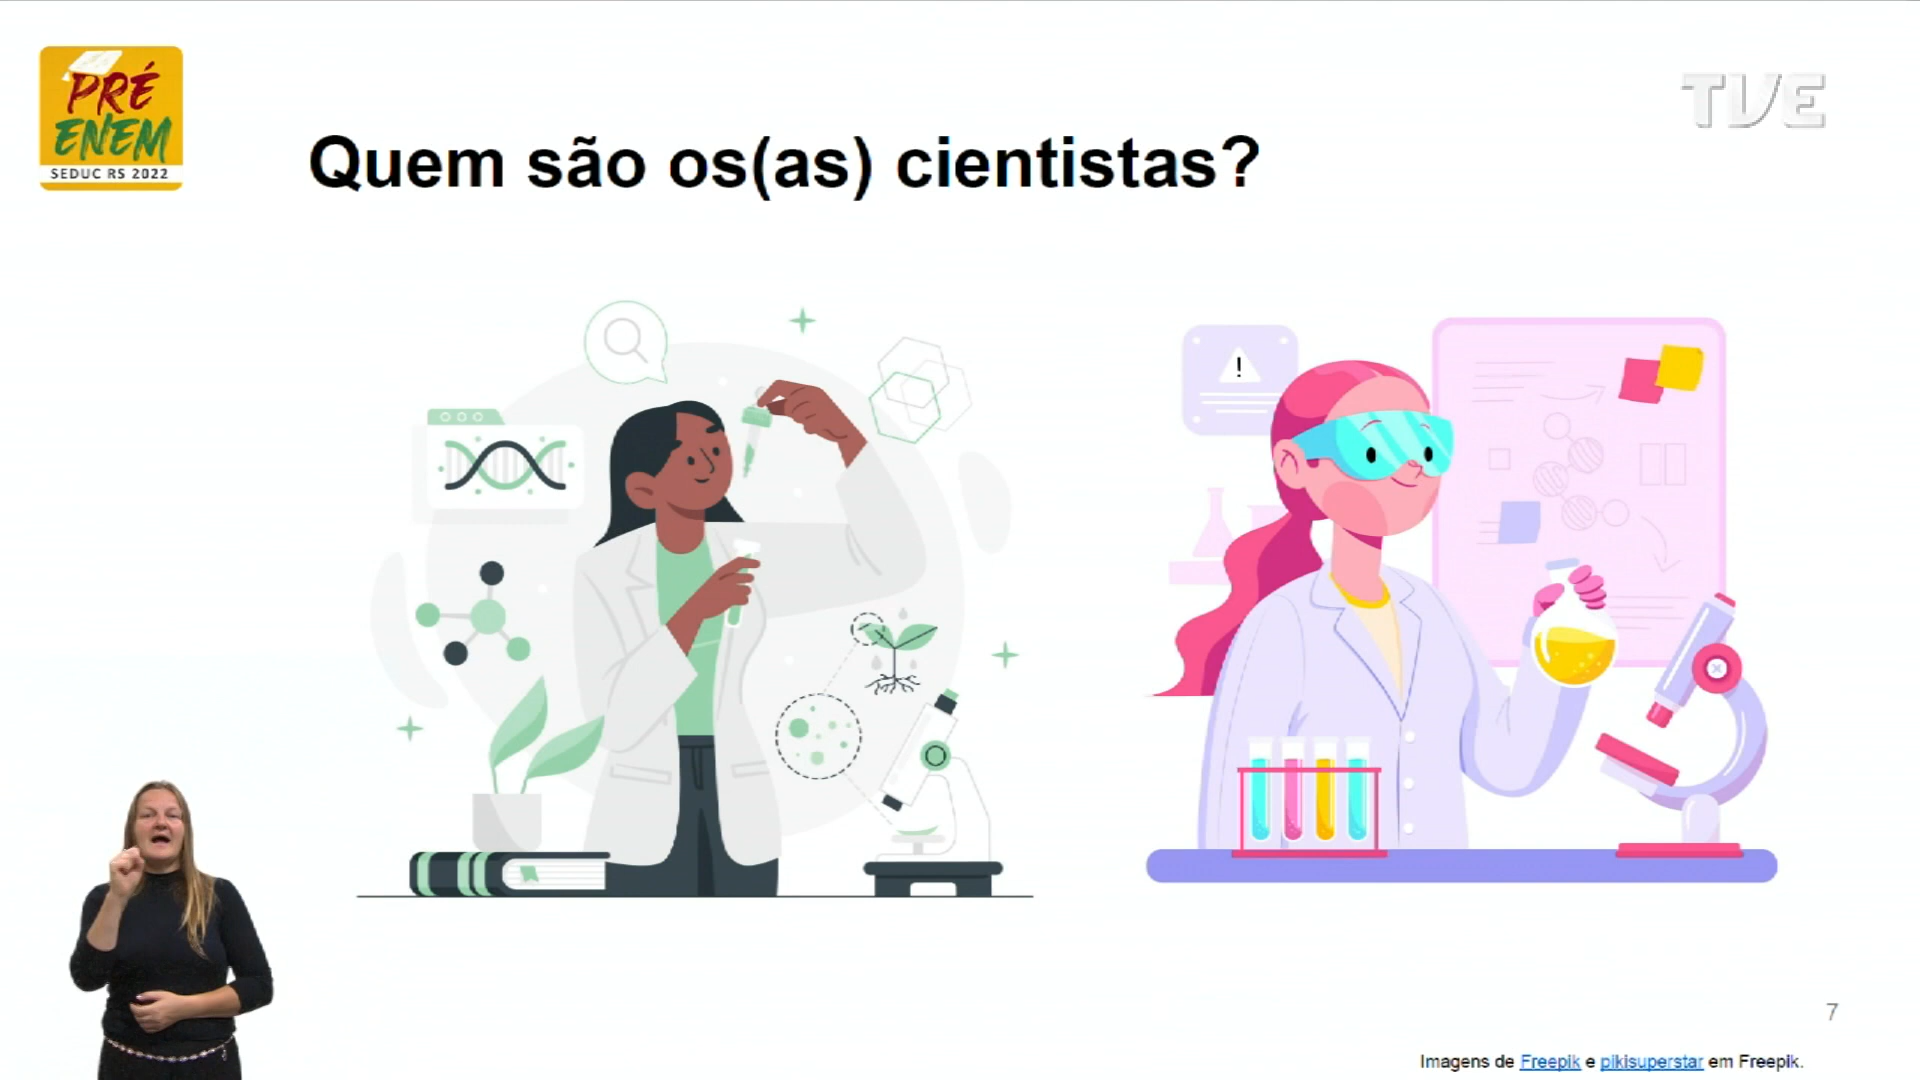 PRÉ
ENEM
SEDUC RS 2022
TVE
Quem são os(as) cientistas?
!
7
Imagens de Freepik e pikisuperstar em Freepik.